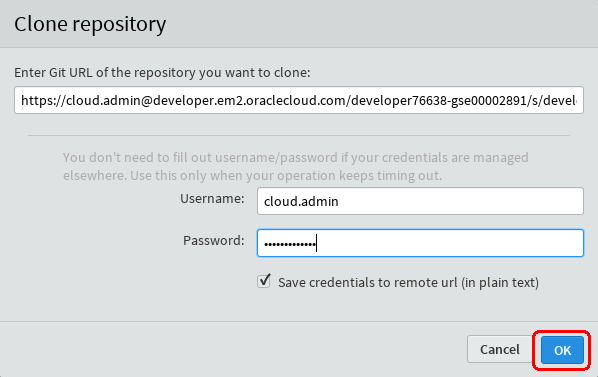 Clone repository
Enter Git URL of the repository you want to clone:
https://cloud.admin@developer.em2.oraclecloud.com/developer76638-gse00002891/s/devel
You don't need to fill out username/password if your credentials are managed
elsewhere. Use this only when your operation keeps timing out.
Username: cloud.admin
Password: •••••••••••••
Save credentials to remote url (in plain text)
Cancel OK